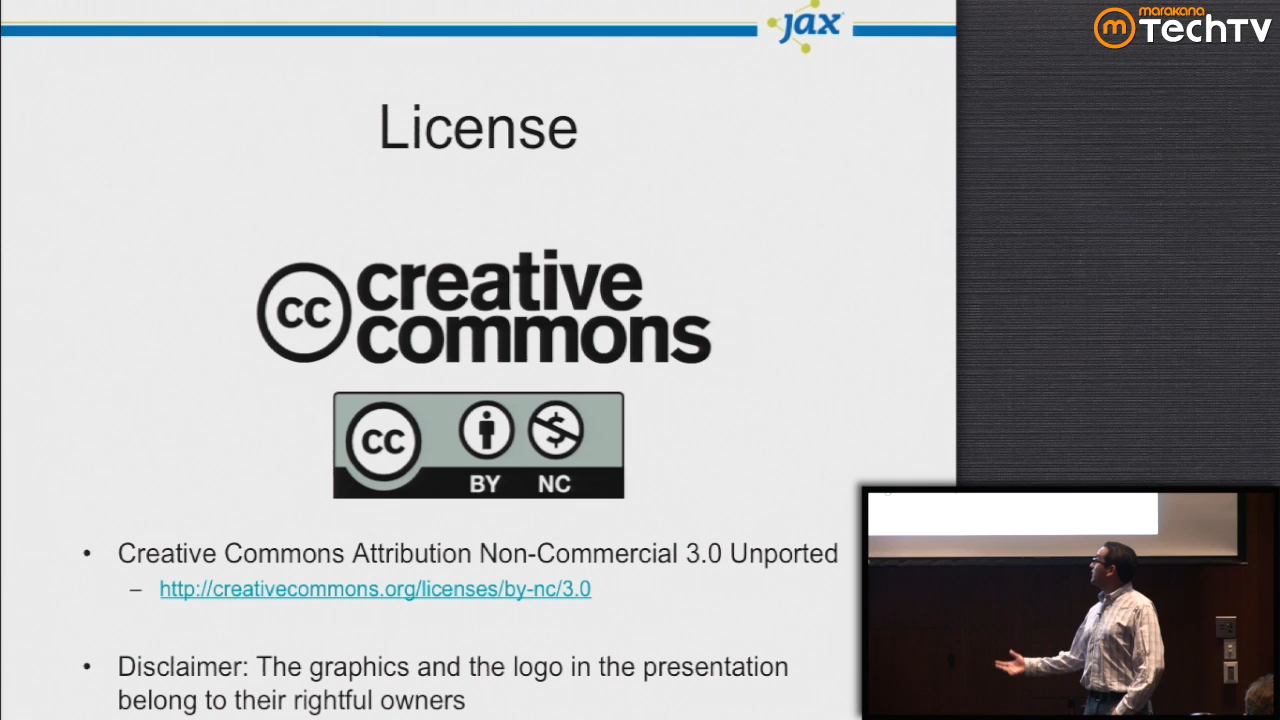 jax
marakana
m TechTV
License
cc creative
commons
cc
BY NC
• Creative Commons Attribution Non-Commercial 3.0 Unported
– http://creativecommons.org/licenses/by-nc/3.0
• Disclaimer: The graphics and the logo in the presentation
belong to their rightful owners